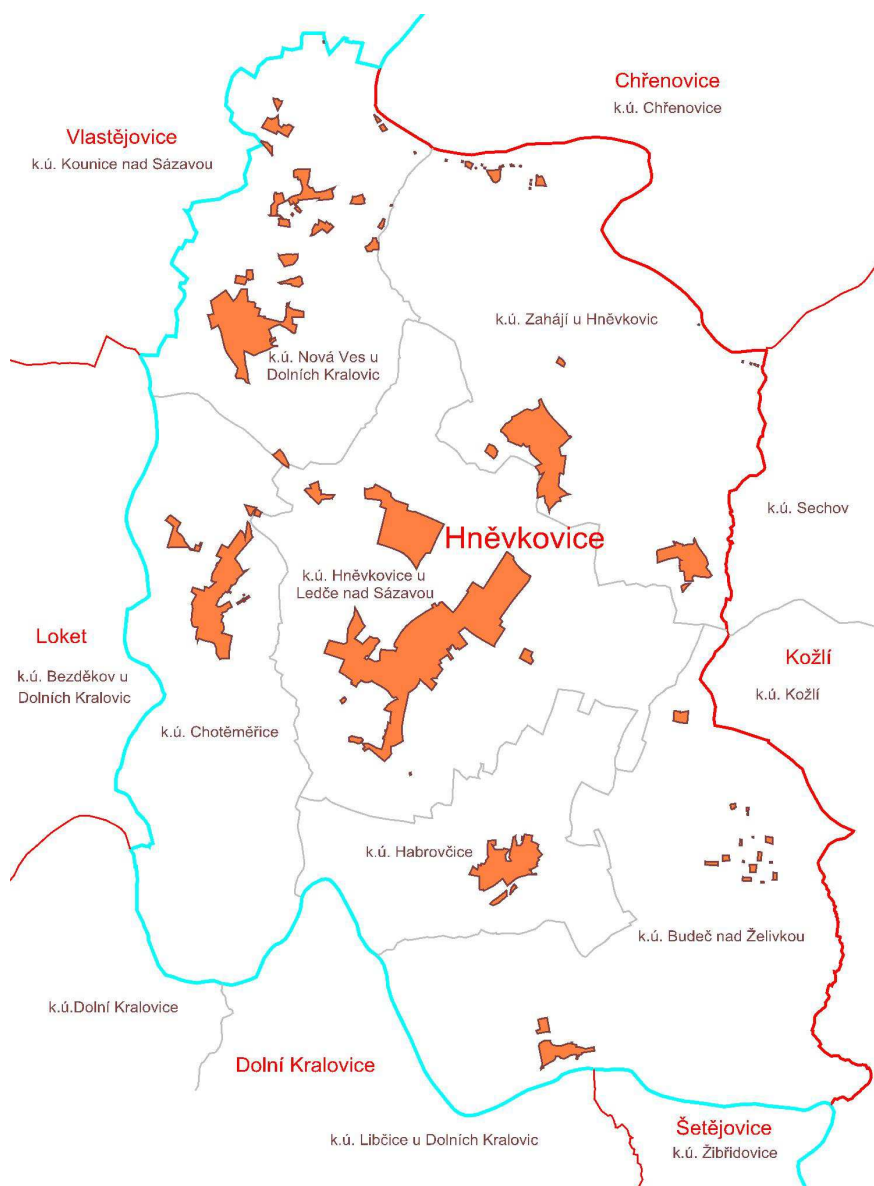 Chřenovice
k.ú. Chřenovice
Vlastějovice
k.ú. Kounice nad Sázavou
k.ú. Zahájí u Hněvkovic
k.ú. Nová Ves u
Dolních Kralovic
k.ú. Sechov
Hněvkovice
k.ú. Hněvkovice u
Ledče nad Sázavou
Loket
k.ú. Bezděkov u
Dolních Kralovic
Kožlí
k.ú. Kožlí
k.ú. Chotěměřice
k.ú. Habrovčice
k.ú. Budeč nad Želivkou
k.ú.Dolní Kralovice
Dolní Kralovice
k.ú. Libčice u Dolních Kralovic
Šetějovice
k.ú. Žibřidovice